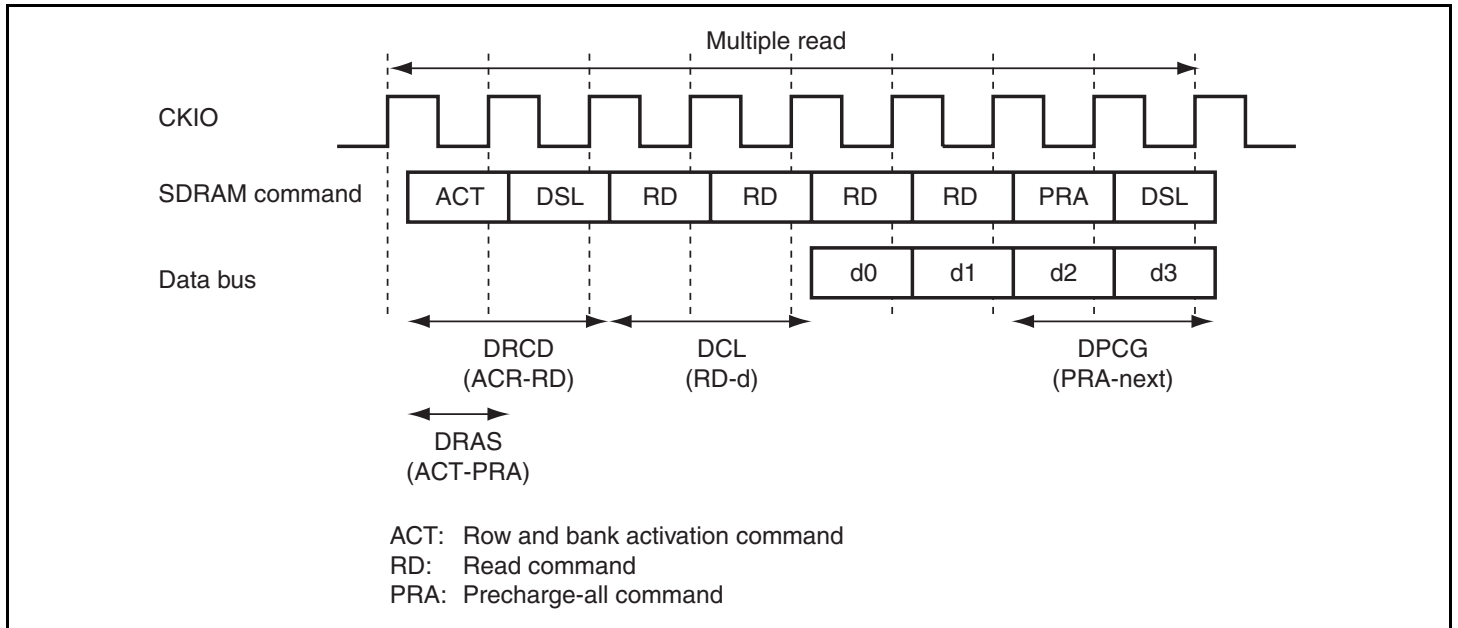 Multiple read
CKIO
SDRAM command
ACT DSL RD RD RD RD PRA DSL
Data bus
d0 d1 d2 d3
DRCD
(ACR-RD)
DCL
(RD-d)
DPCG
(PRA-next)
DRAS
(ACT-PRA)
ACT: Row and bank activation command
RD: Read command
PRA: Precharge-all command